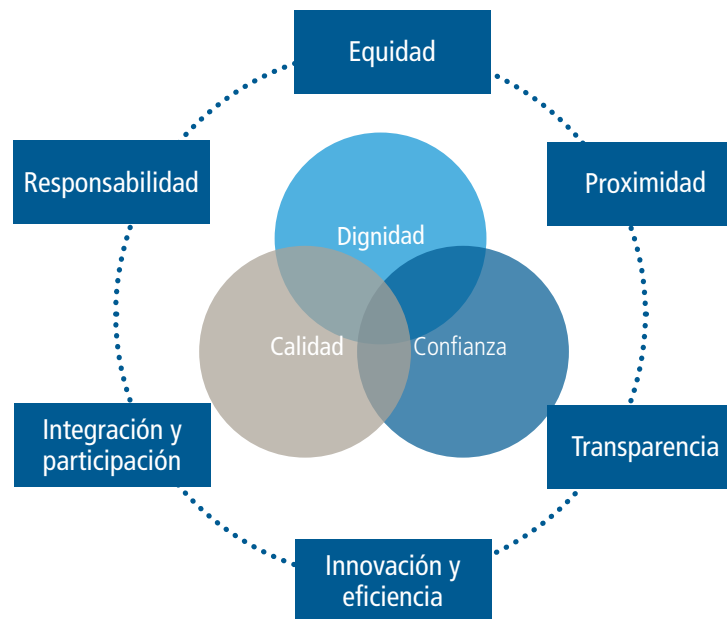 Equidad
Responsabilidad
Proximidad
Dignidad
Calidad
Confianza
Integración y
participación
Transparencia
Innovación y
eficiencia